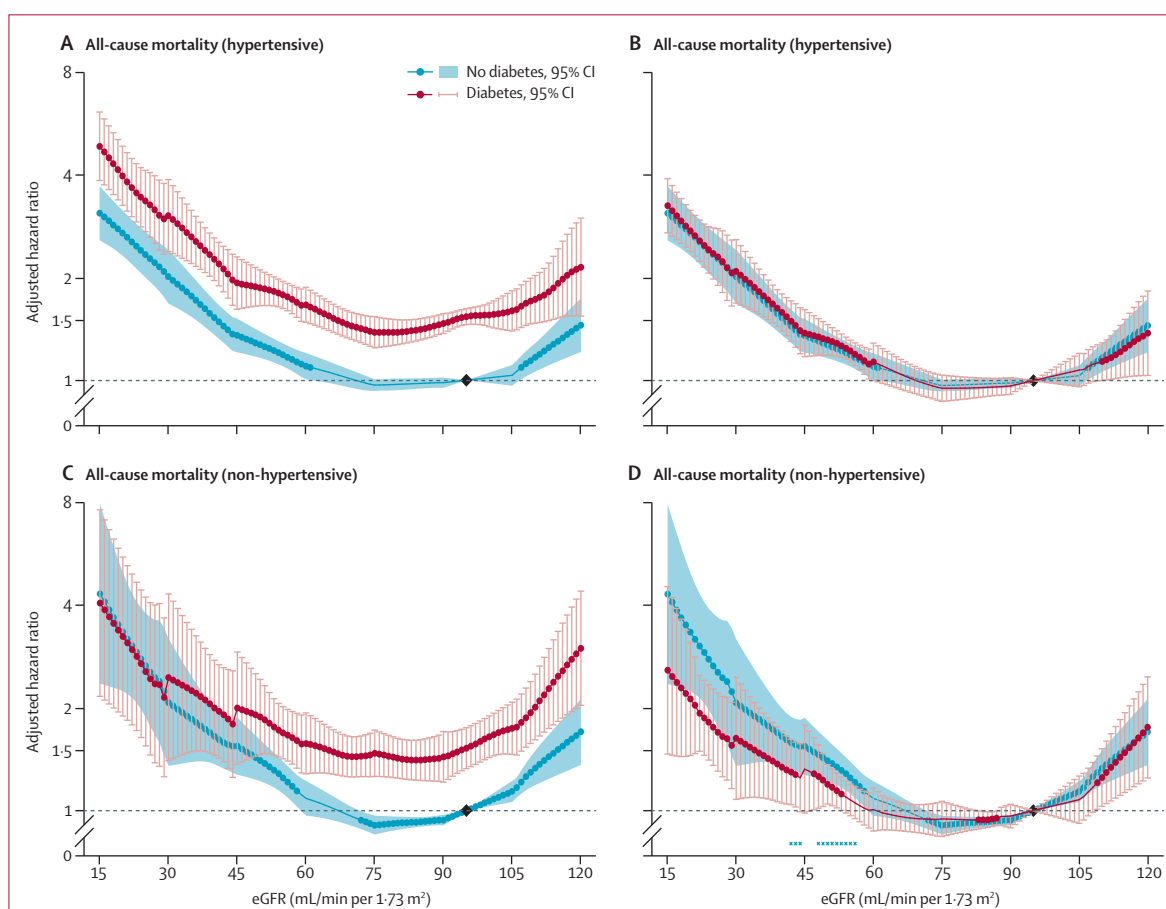 A All-cause mortality (hypertensive)
B All-cause mortality (hypertensive)
No diabetes, 95% CI
Diabetes, 95% CI
Adjusted hazard ratio
8
4
2
1·5
1
0
15 30 45 60 75 90 105 120
15 30 45 60 75 90 105 120
C All-cause mortality (non-hypertensive)
D All-cause mortality (non-hypertensive)
Adjusted hazard ratio
8
4
2
1·5
1
0
15 30 45 60 75 90 105 120
eGFR (mL/min per 1·73 m²)
15 30 45 60 75 90 105 120
eGFR (mL/min per 1·73 m²)